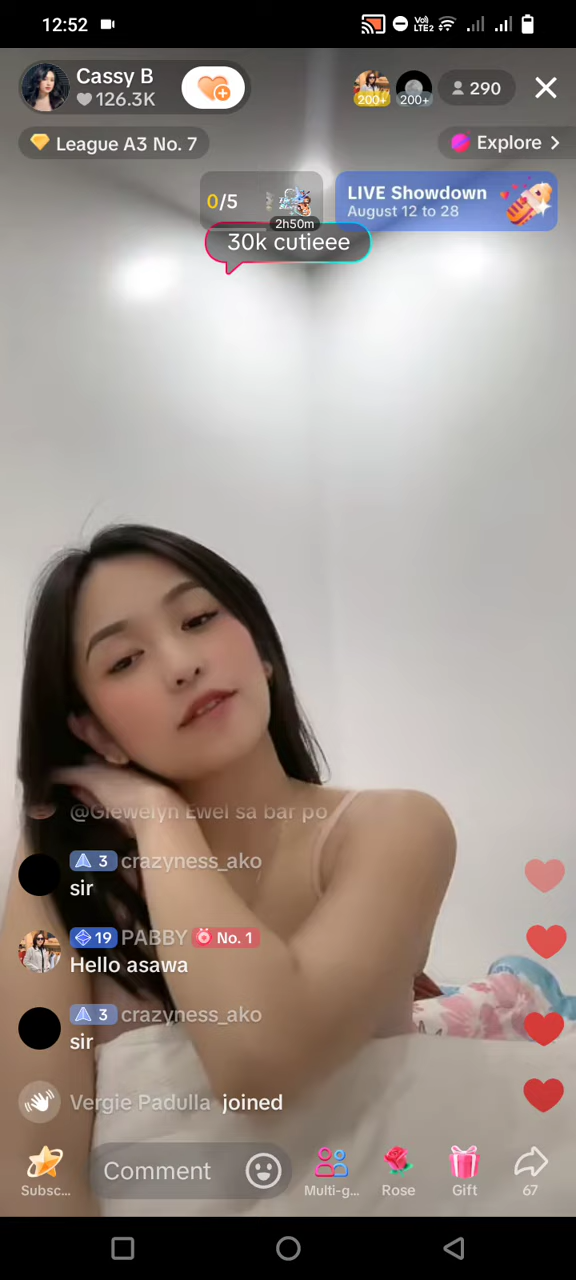 12:52
Vo)
LTE2
Cassy B
126.3K
200+
200+
290
League A3 No. 7
Explore
0/5
2h50m
LIVE Showdown
August 12 to 28
30k cutieee
@Glewelyn Ewel sa bar po
3 crazyness_ako
sir
19 PABBY No. 1
Hello asawa
3 crazyness_ako
sir
Vergie Padulla joined
Subsc...
Comment
Multi-g...
Rose
Gift
67